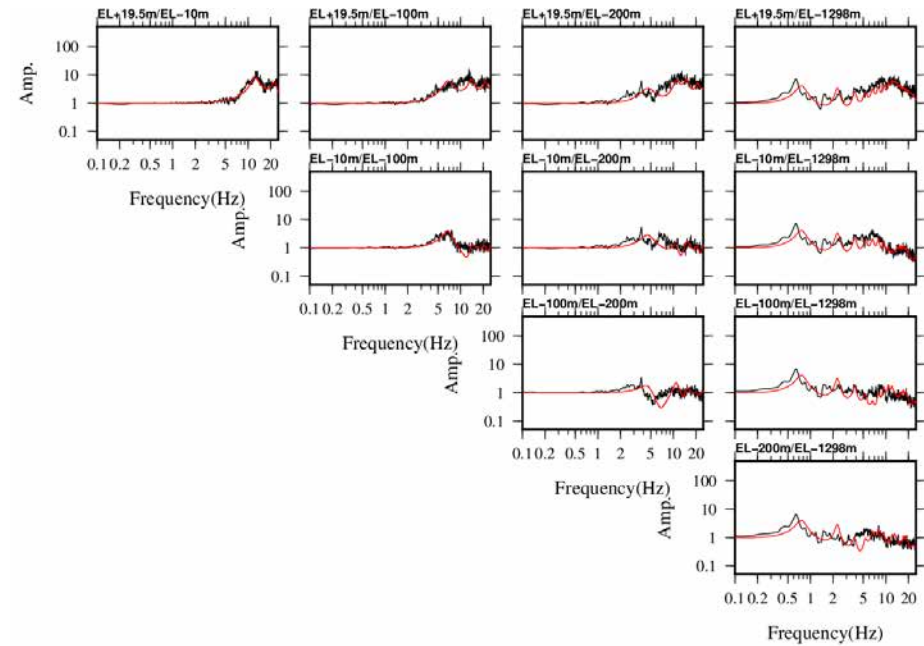 EL+19.5m/EL−10m EL+19.5m/EL−100m EL+19.5m/EL−200m EL+19.5m/EL−1298m
Amp.
100
10
1
0.1
0.1 0.2 0.5 1 2 5 10 20
Frequency(Hz)
EL−10m/EL−100m EL−10m/EL−200m EL−10m/EL−1298m
Amp.
100
10
1
0.1
0.1 0.2 0.5 1 2 5 10 20
Frequency(Hz)
EL−100m/EL−200m EL−100m/EL−1298m
Amp.
100
10
1
0.1
0.1 0.2 0.5 1 2 5 10 20
Frequency(Hz)
EL−200m/EL−1298m
Amp.
100
10
1
0.1
0.1 0.2 0.5 1 2 5 10 20
Frequency(Hz)